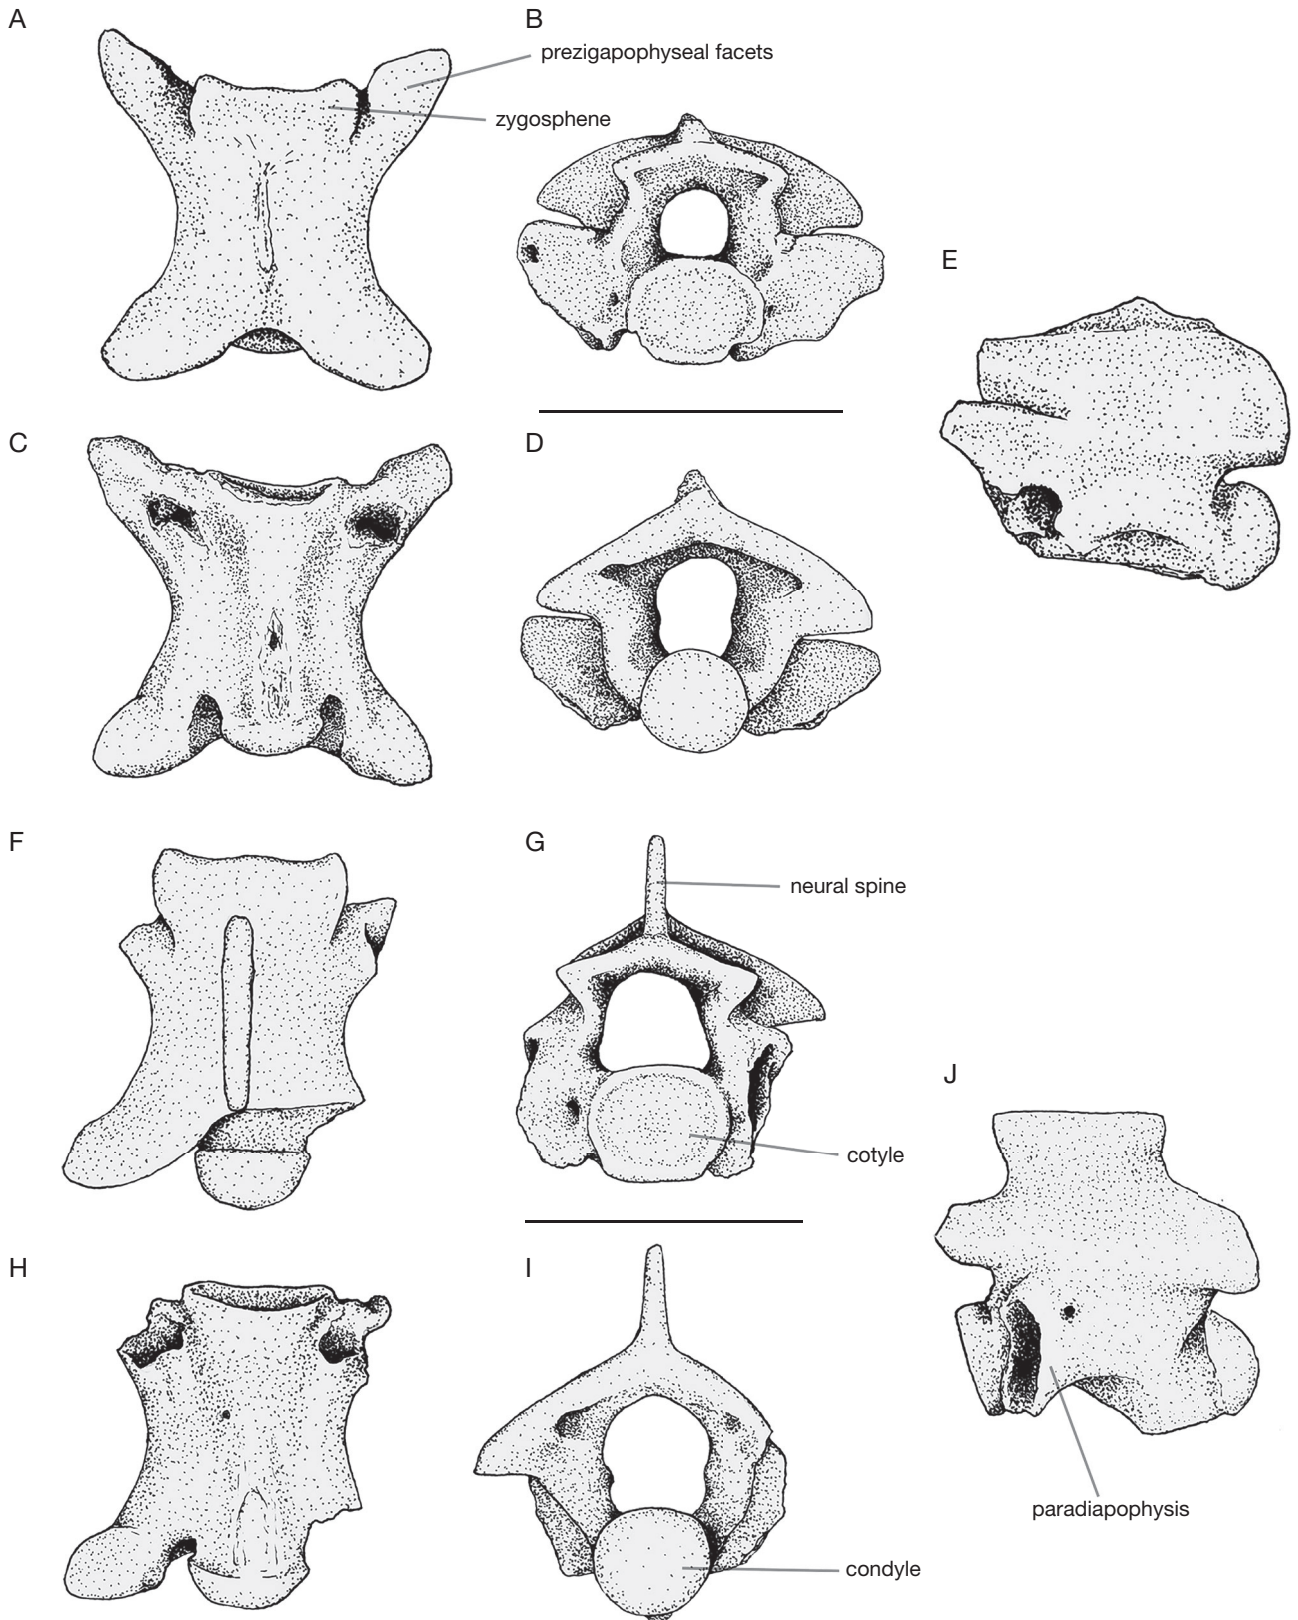 A
B
prezigapophyseal facets
zygosphene
E
C
D
F
G
neural spine
J
cotyle
H
I
paradiapophysis
condyle